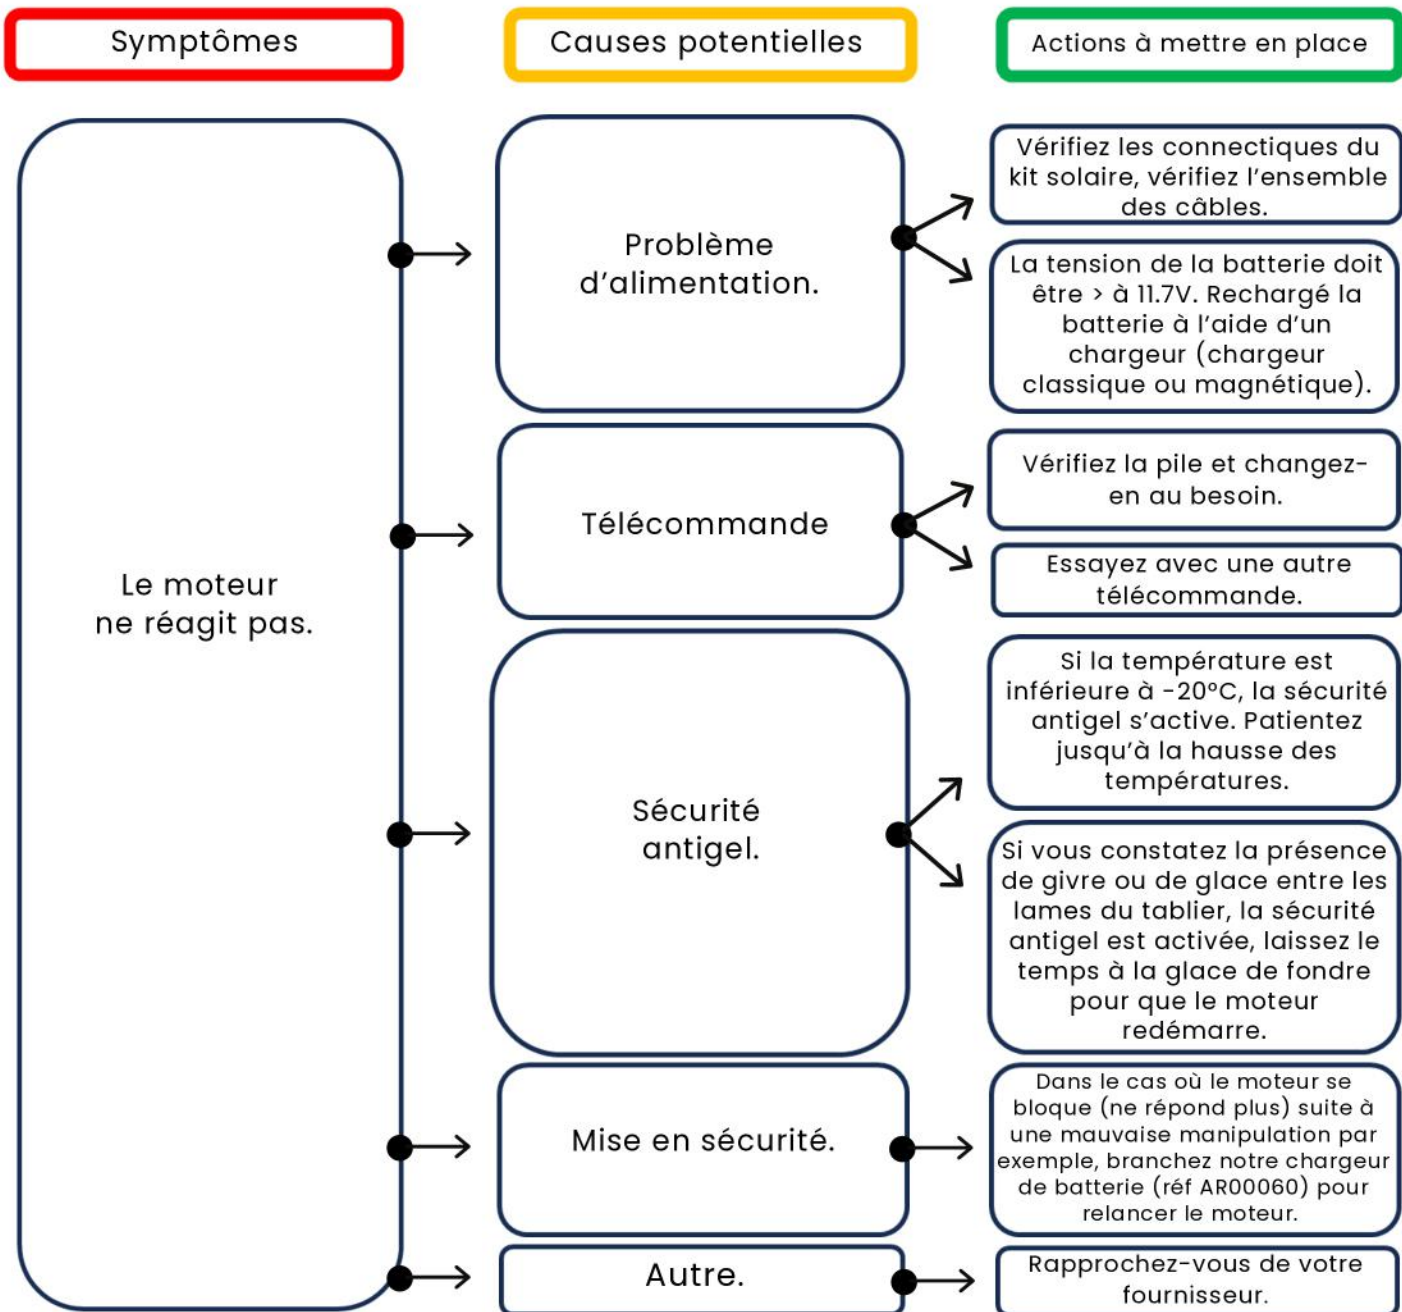 Symptômes
Causes potentielles
Actions à mettre en place
Le moteur
ne réagit pas.
Problème
d'alimentation.
Vérifiez les connectiques du
kit solaire, vérifiez l'ensemble
des câbles.
La tension de la batterie doit
être > à 11.7V. Rechargé la
batterie à l'aide d'un
chargeur (chargeur
classique ou magnétique).
Télécommande
Vérifiez la pile et changez-
en au besoin.
Essayez avec une autre
télécommande.
Sécurité
antigel.
Si la température est
inférieure à -20°C, la sécurité
antigel s'active. Patientez
jusqu'à la hausse des
températures.
Si vous constatez la présence
de givre ou de glace entre les
lames du tablier, la sécurité
antigel est activée, laissez le
temps à la glace de fondre
pour que le moteur
redémarre.
Mise en sécurité.
Dans le cas où le moteur se
bloque (ne répond plus) suite à
une mauvaise manipulation par
exemple, branchez notre chargeur
de batterie (réf AR00060) pour
relancer le moteur.
Autre.
Rapprochez-vous de votre
fournisseur.